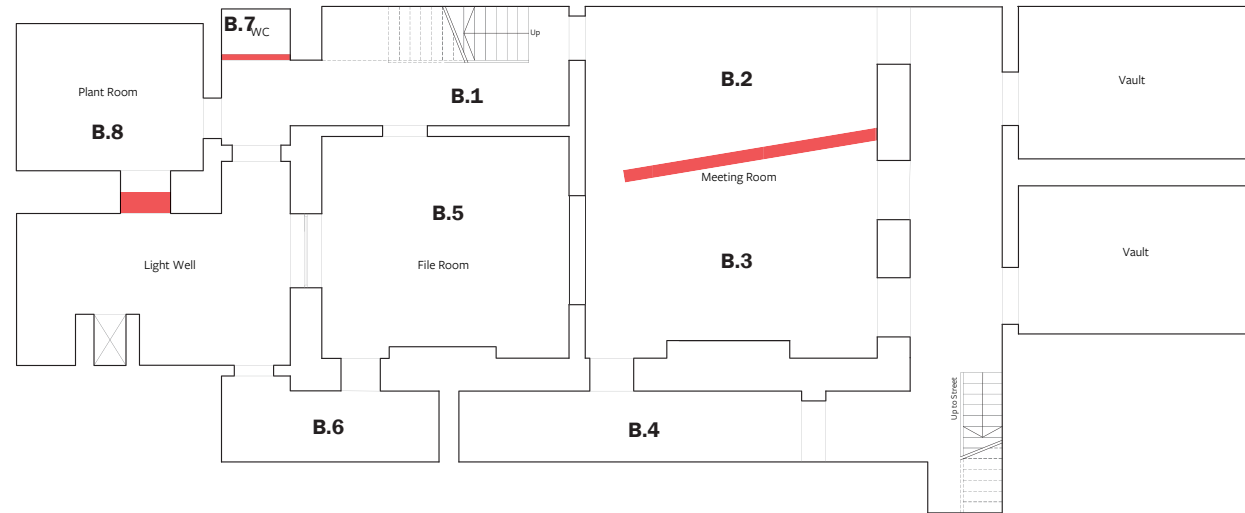 B.7
WC
Up
Plant Room
B.8
B.1
B.2
Vault
Meeting Room
B.5
B.3
Light Well
File Room
Vault
Up to Street
B.6
B.4